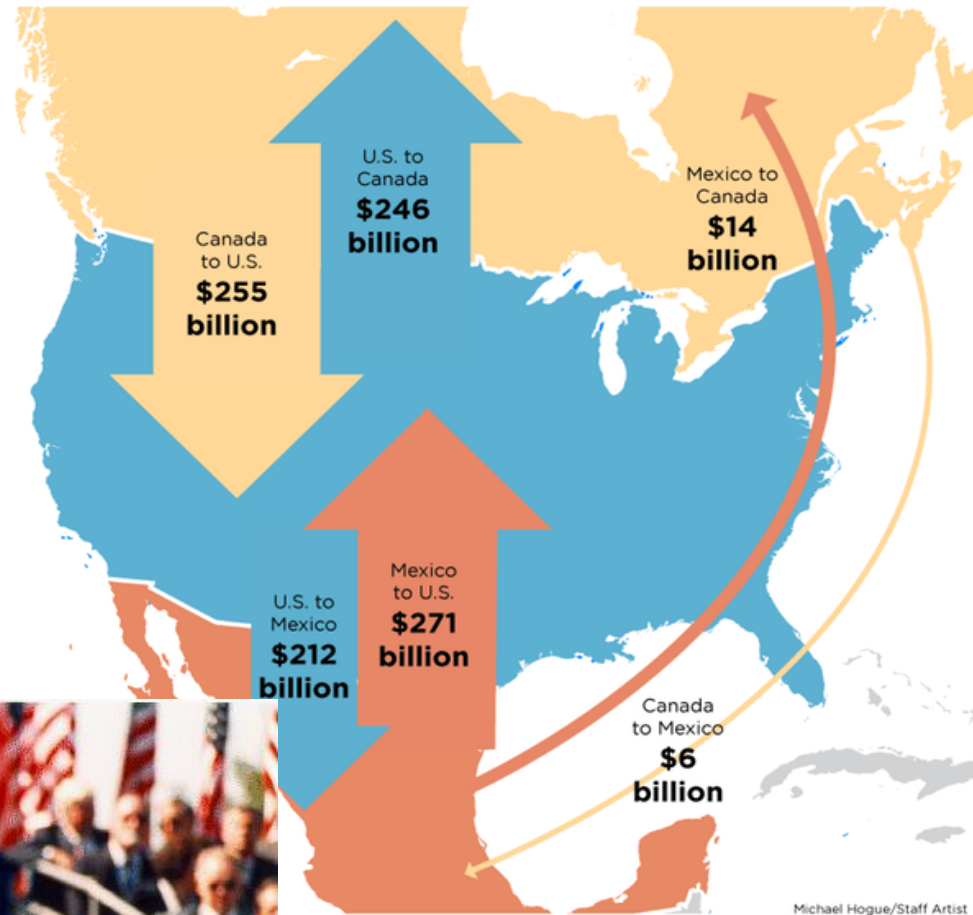 U.S. to
Canada
$246
billion
Mexico to
Canada
$14
billion
Canada
to U.S.
$255
billion
Mexico
to U.S.
$271
billion
U.S. to
Mexico
$212
billion
Canada
to Mexico
$6
billion
Michael Hogue/Staff Artist